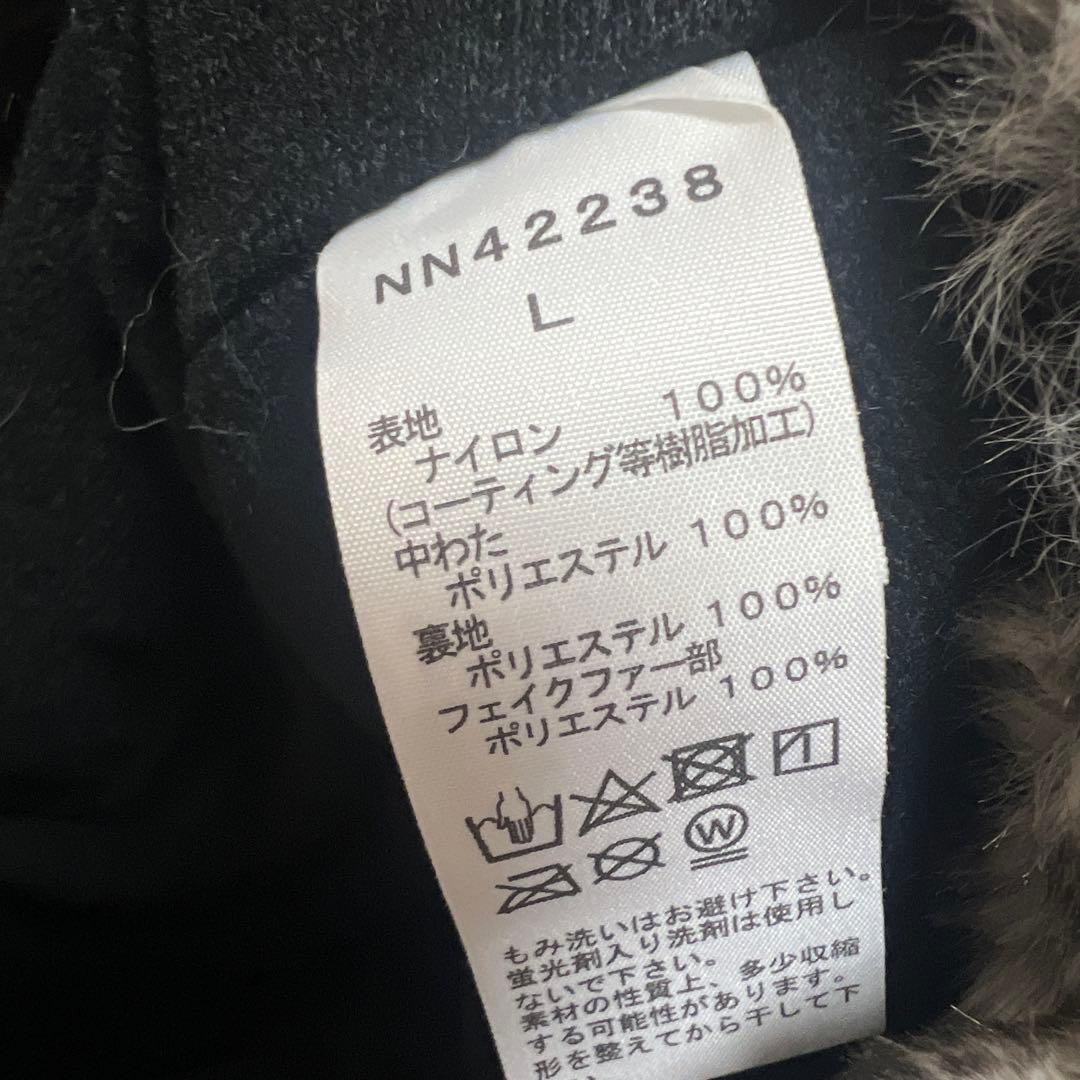 NN42238
L
表地
ナイロン 100%
(コーティング等樹脂加工)
中わた
ポリエステル 100%
裏地
ポリエステル 100%
フェイクファー部
ポリエステル 100%
W
もみ洗いはお避け下さい。
蛍光剤入り洗剤は使用し
ないで下さい。
素材の性質上、多少収縮
する可能性があります。
形を整えてから干して下